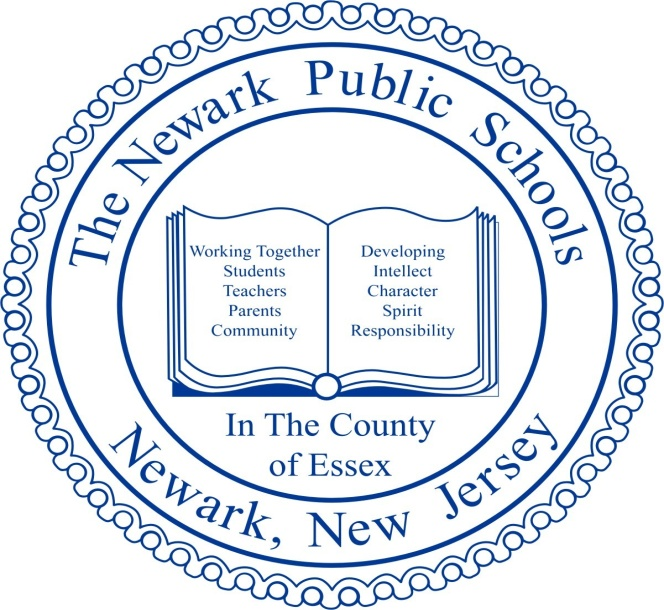 The Newark Public Schools
Working Together
Students
Teachers
Parents
Community
Developing
Intellect
Character
Spirit
Responsibility
In The County
of Essex
Newark, New Jersey